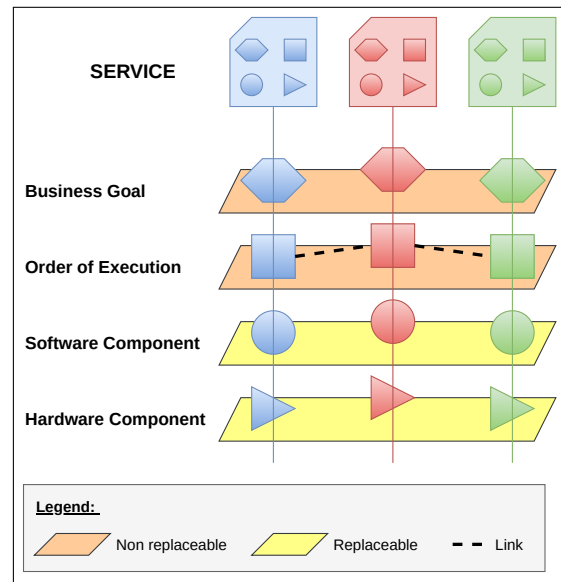 SERVICE
Business Goal
Order of Execution
Software Component
Hardware Component
Legend:
Non replaceable
Replaceable
Link